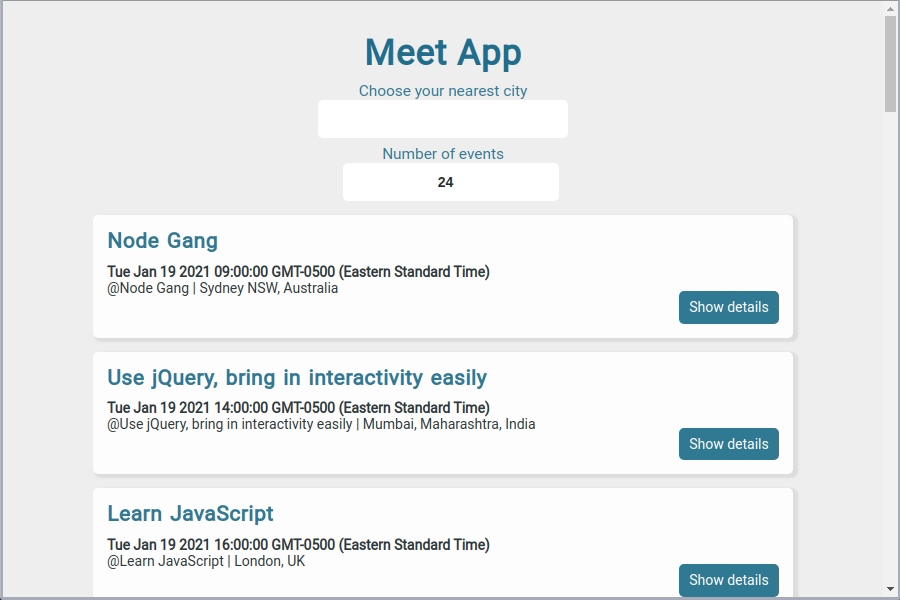 Meet App
Choose your nearest city
Number of events
24
Node Gang
Tue Jan 19 2021 09:00:00 GMT-0500 (Eastern Standard Time)
@Node Gang | Sydney NSW, Australia
Show details
Use jQuery, bring in interactivity easily
Tue Jan 19 2021 14:00:00 GMT-0500 (Eastern Standard Time)
@Use jQuery, bring in interactivity easily | Mumbai, Maharashtra, India
Show details
Learn JavaScript
Tue Jan 19 2021 16:00:00 GMT-0500 (Eastern Standard Time)
@Learn JavaScript | London, UK
Show details